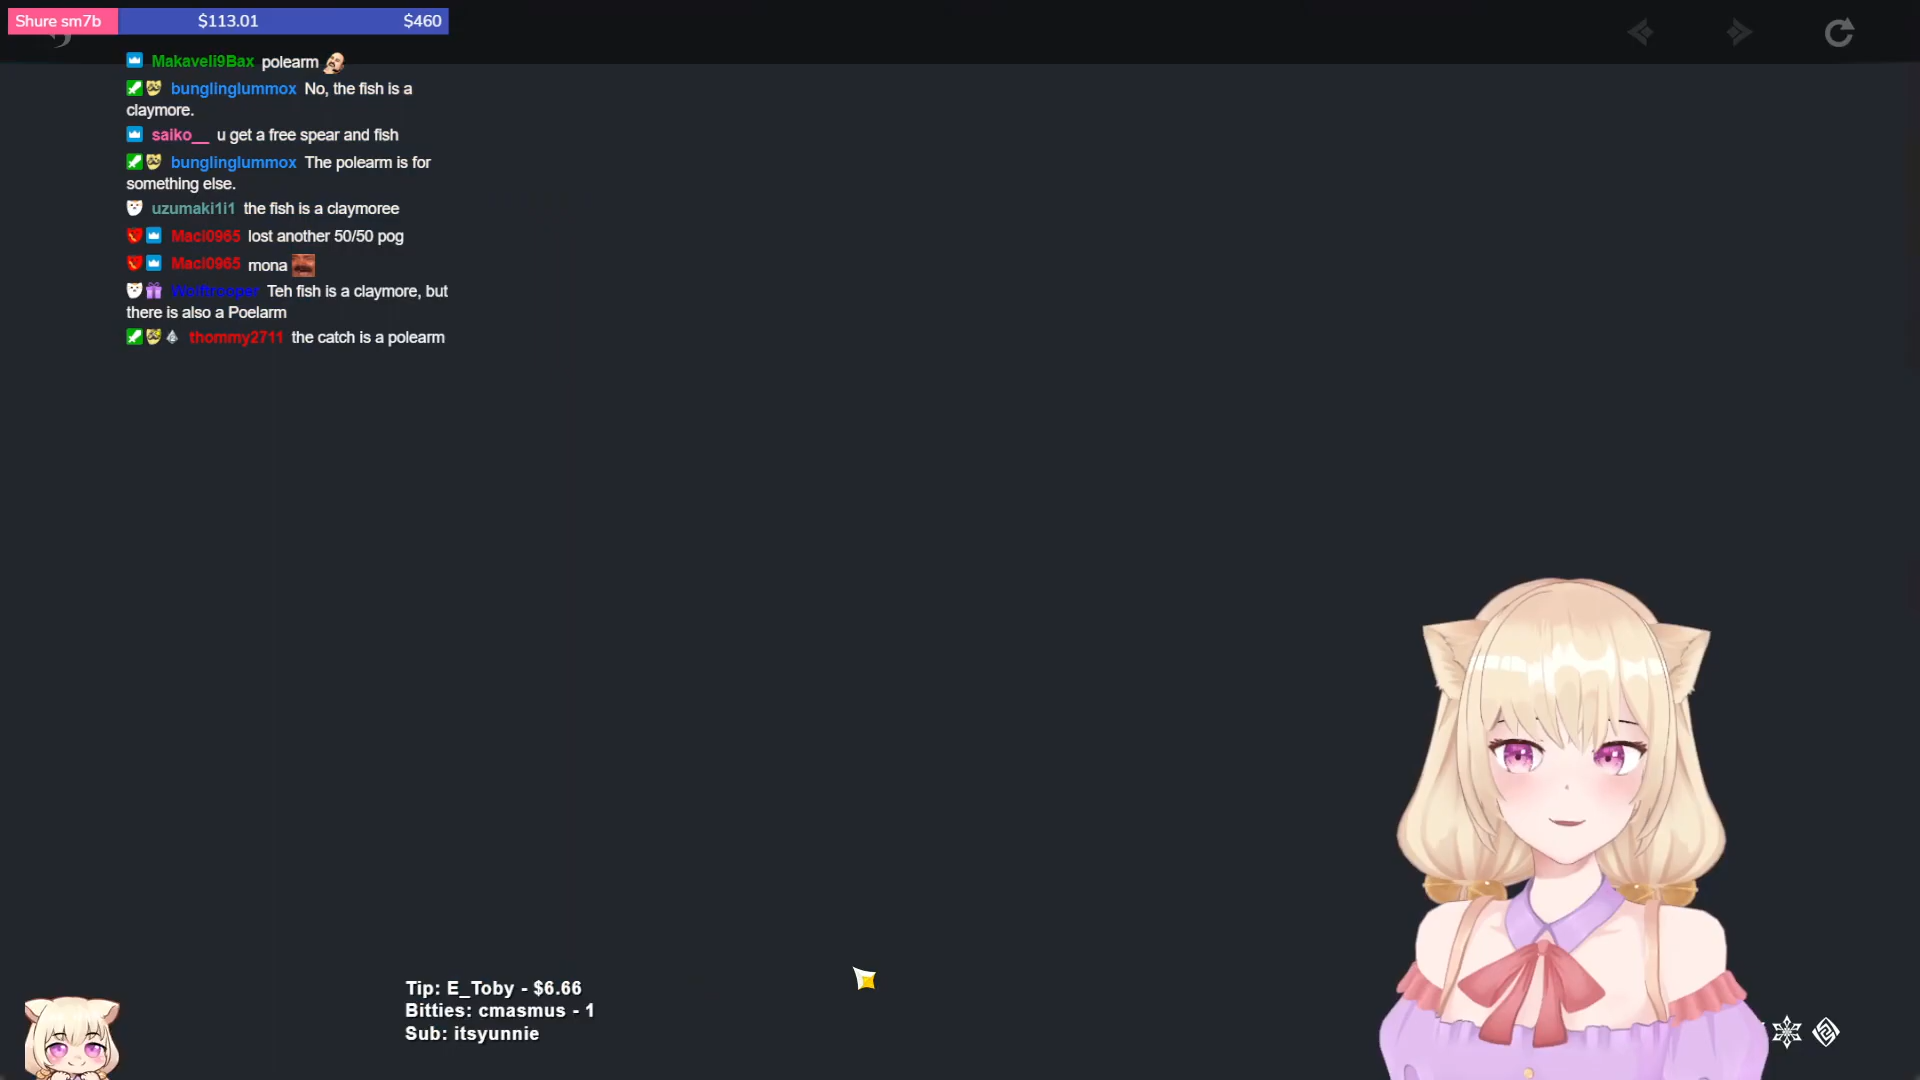 Shure sm7b $113.01 $460
Makaveli9Bax polearm
bunglinglummox No, the fish is a
claymore.
saiko__ u get a free spear and fish
bunglinglummox The polearm is for
something else.
uzumaki1i1 the fish is a claymoree
Macl0965 lost another 50/50 pog
Macl0965 mona
Wolftrooper Teh fish is a claymore, but
there is also a Poelarm
thommy2711 the catch is a polearm
Tip: E_Toby - $6.66
Bitties: cmasmus - 1
Sub: itsyunnie